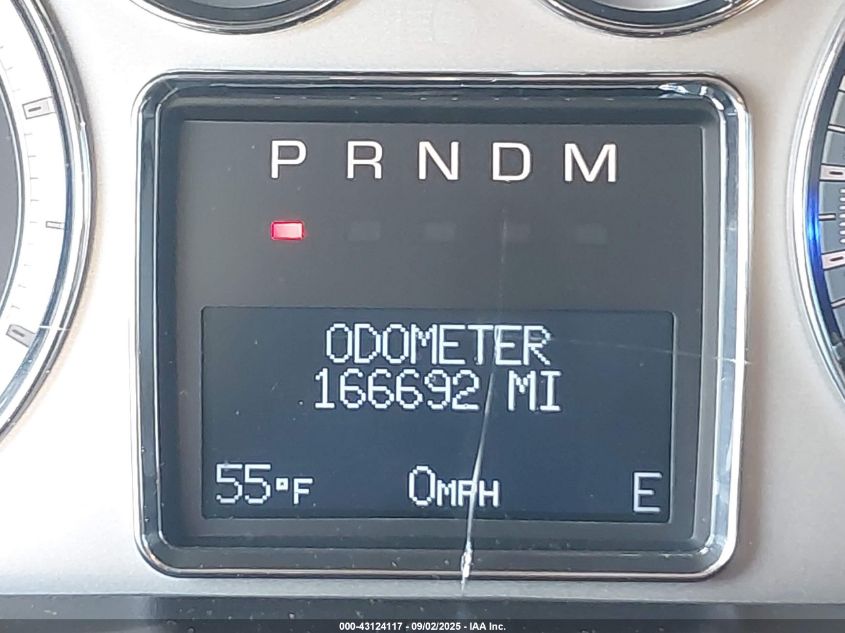 P R N D M
ODOMETER
166692 MI
55°F 0MPH E
000-43124117 - 09/02/2025 - IAA Inc.